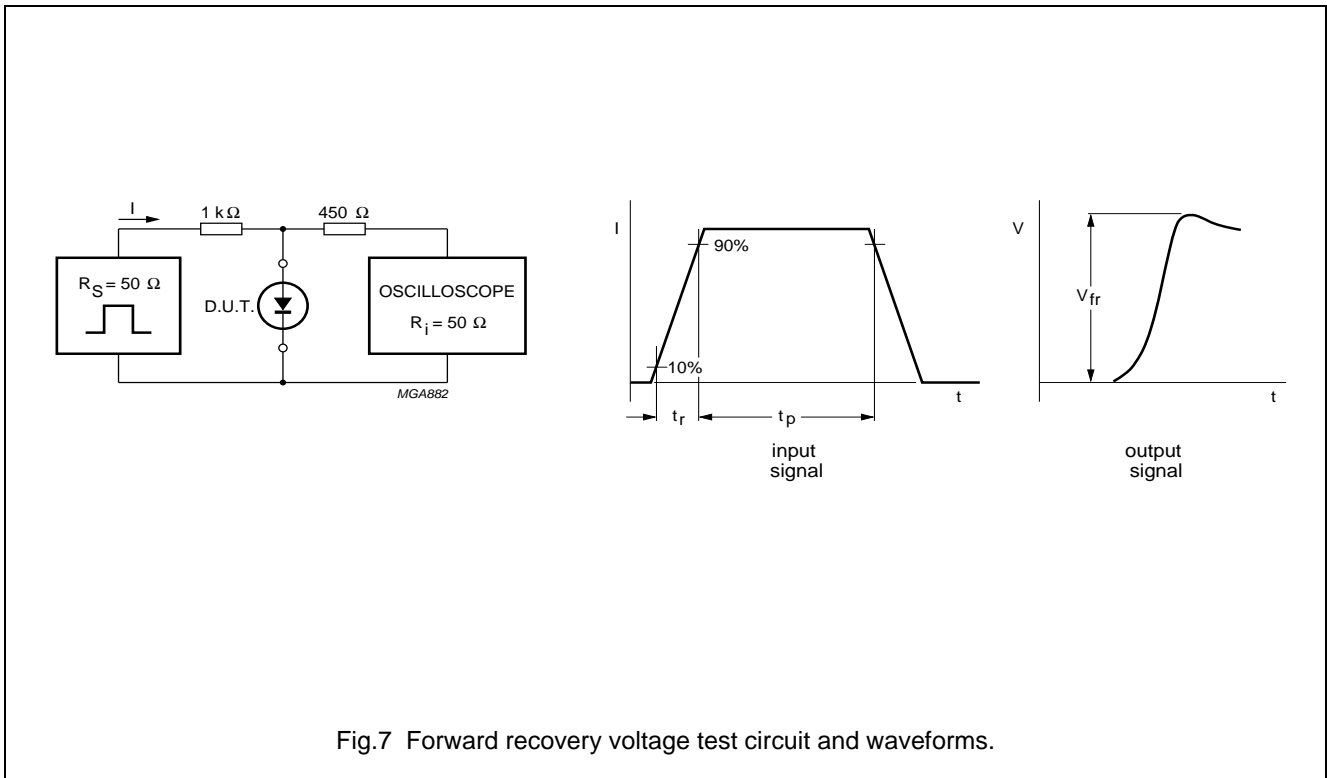 I
1 kΩ
450 Ω
R_S = 50 Ω
D.U.T.
OSCILLOSCOPE
R_i = 50 Ω
MGA882
I
90%
10%
t
t_r
t_p
input
signal
V
V_fr
t
output
signal
Fig.7 Forward recovery voltage test circuit and waveforms.